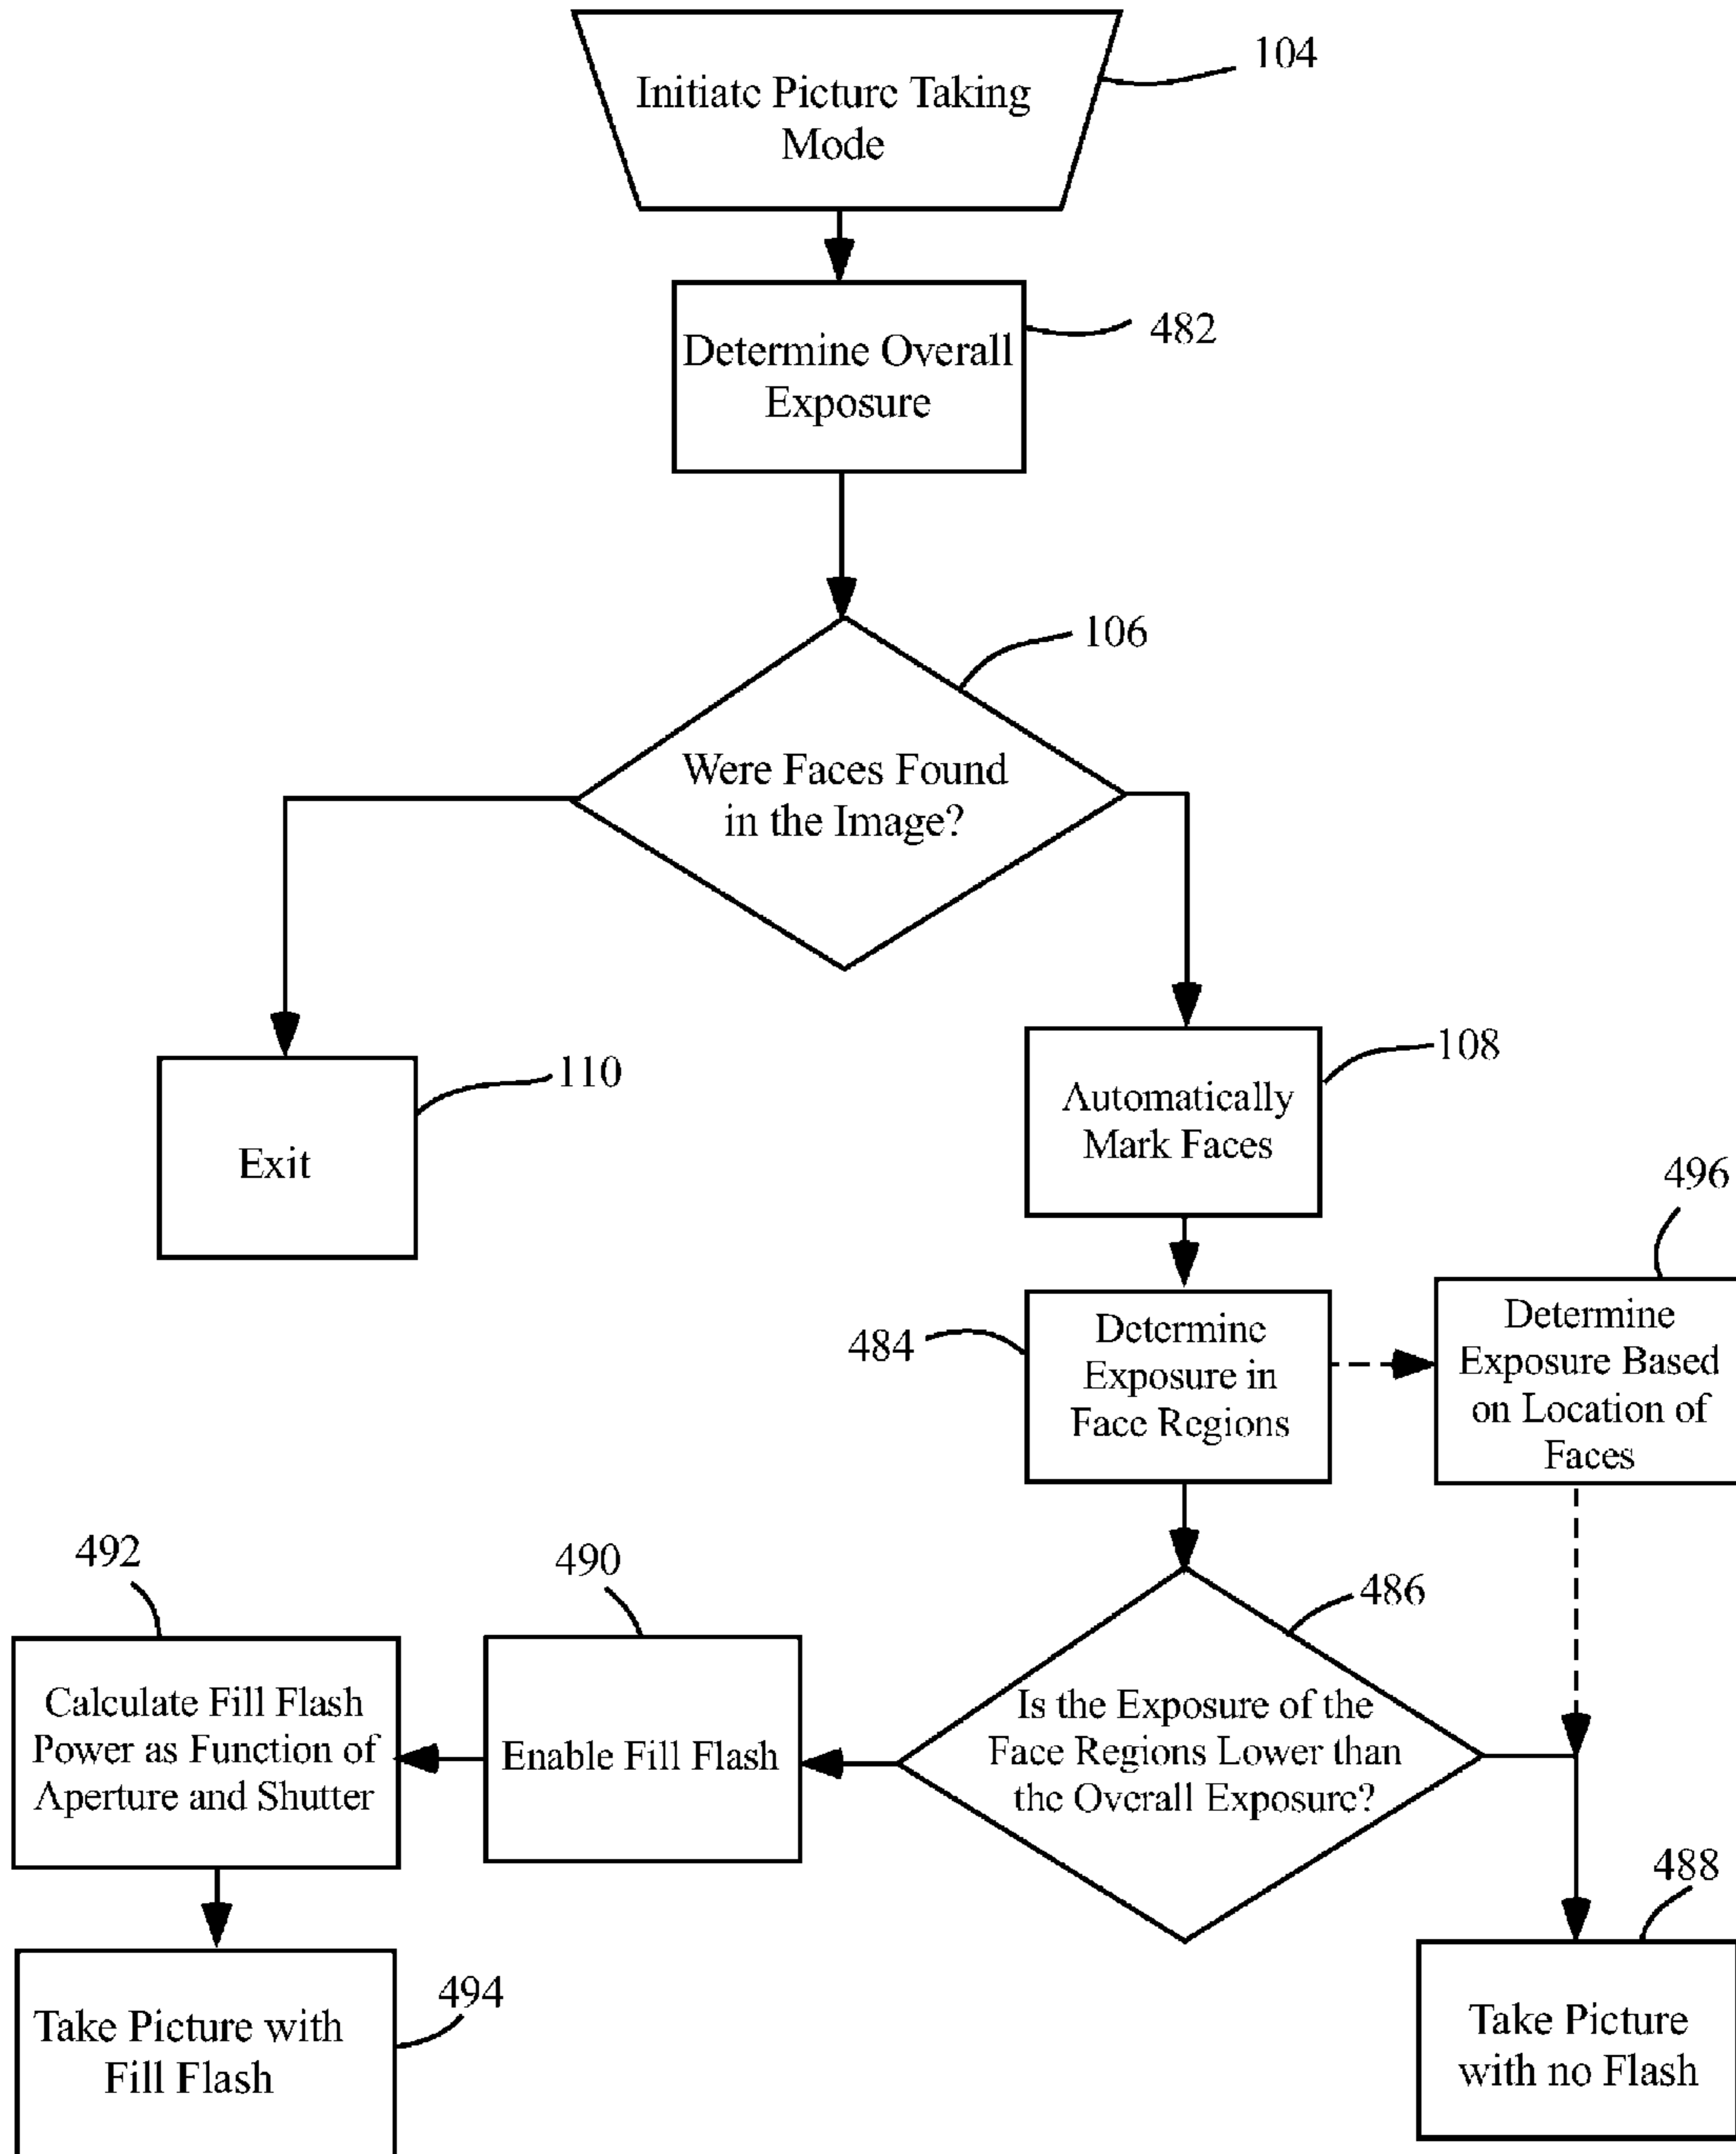 Initiate Picture Taking
Mode
104
Determine Overall
Exposure
482
106
Were Faces Found
in the Image?
110
Exit
108
Automatically
Mark Faces
496
484
Determine
Exposure in
Face Regions
Determine
Exposure Based
on Location of
Faces
492
490
486
Calculate Fill Flash
Power as Function of
Aperture and Shutter
Enable Fill Flash
Is the Exposure of the
Face Regions Lower than
the Overall Exposure?
488
494
Take Picture with
Fill Flash
Take Picture
with no Flash